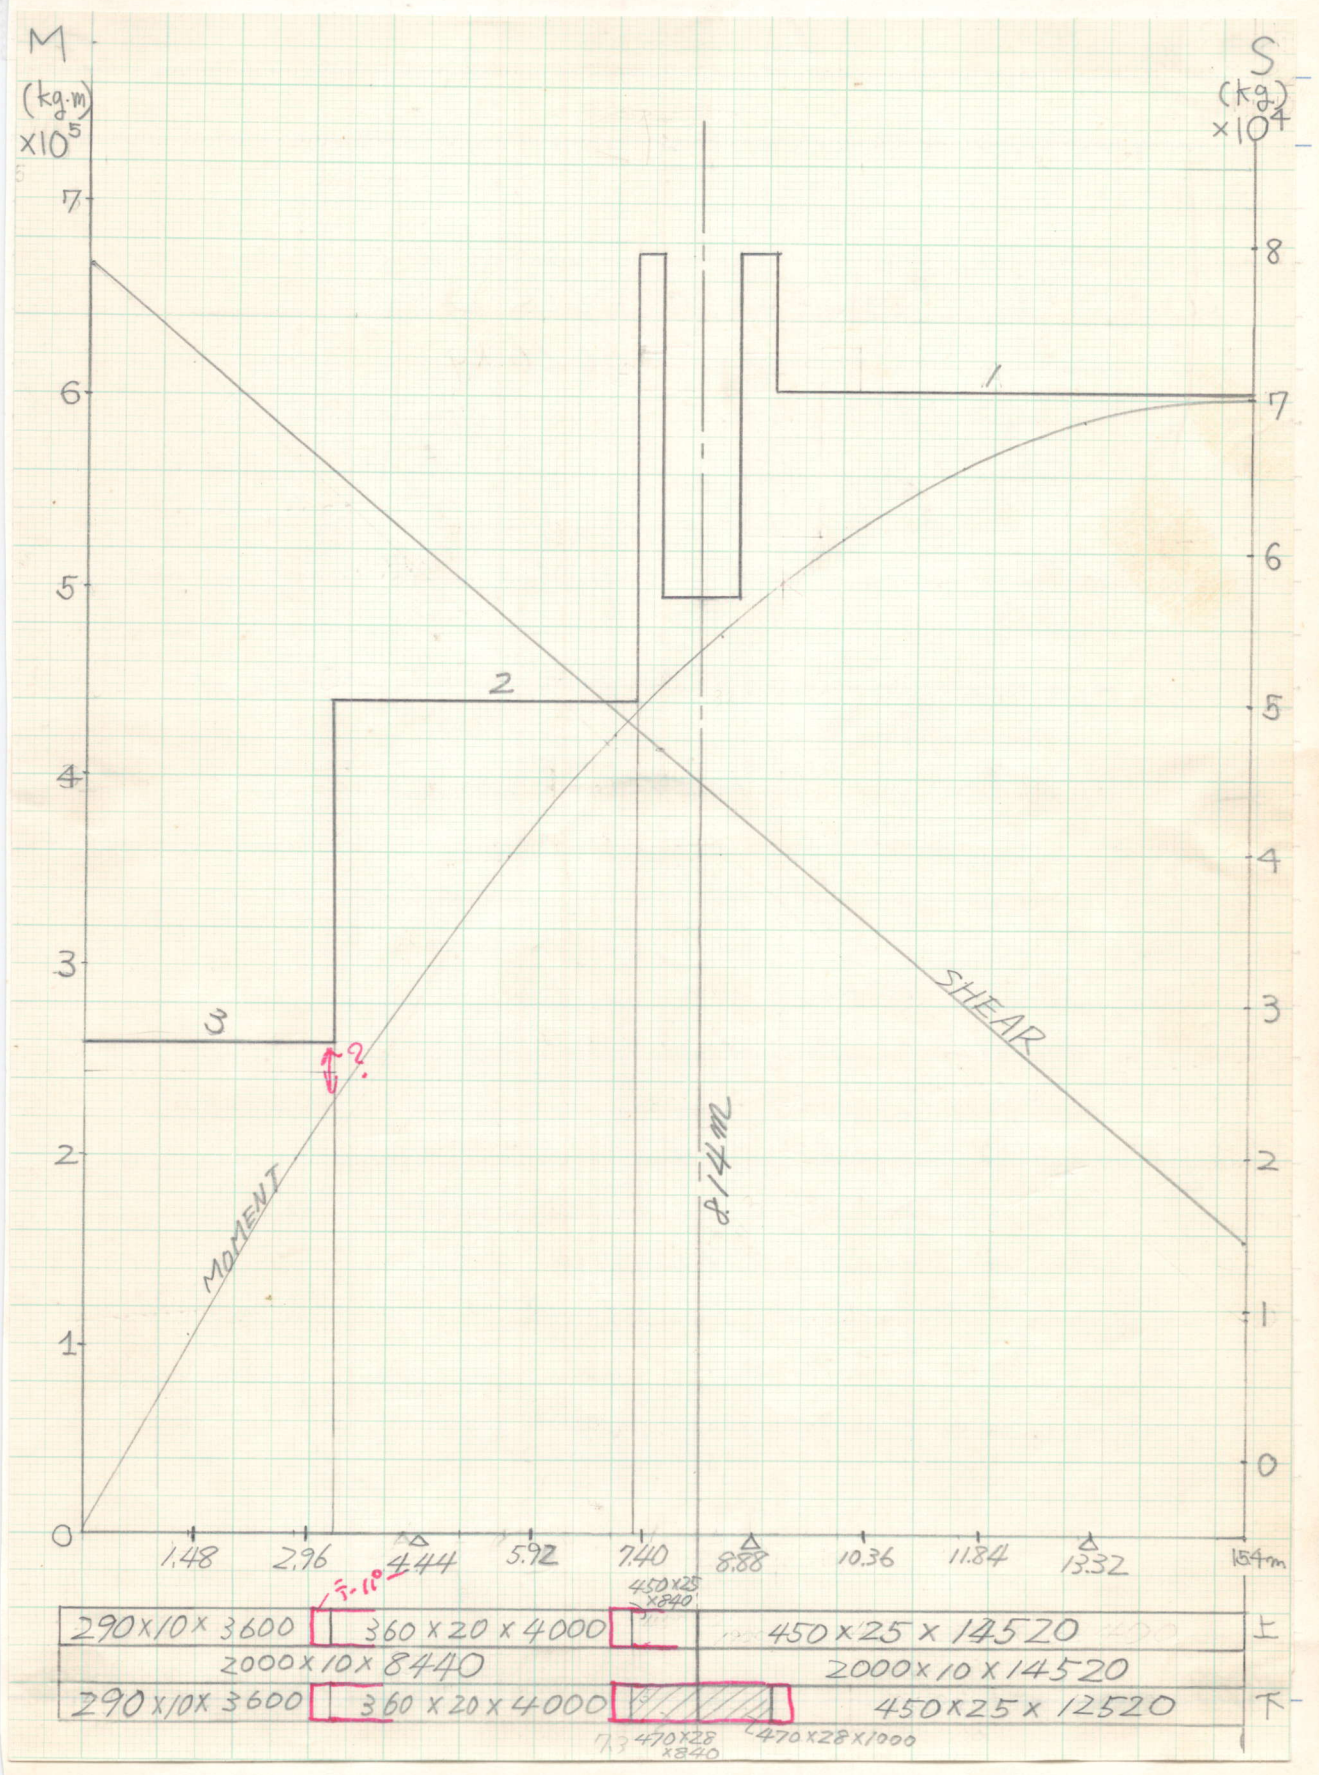 M
(kg·m)
×10⁵
S
(kg)
×10⁴
7
6
5
4
3
2
1
0
8
7
6
5
4
3
2
1
0
1
2
3
?
SHEAR
MOMENT
8.14m
1.48 2.96 4.44 5.92 7.40 8.88 10.36 11.84 13.32 15.4m
テーパー
450×25
×840
290×10×3600 360×20×4000 450×25×14520 上
2000×10×8440 2000×10×14520
290×10×3600 360×20×4000 450×25×12520 下
470×28
×840
470×28×1000